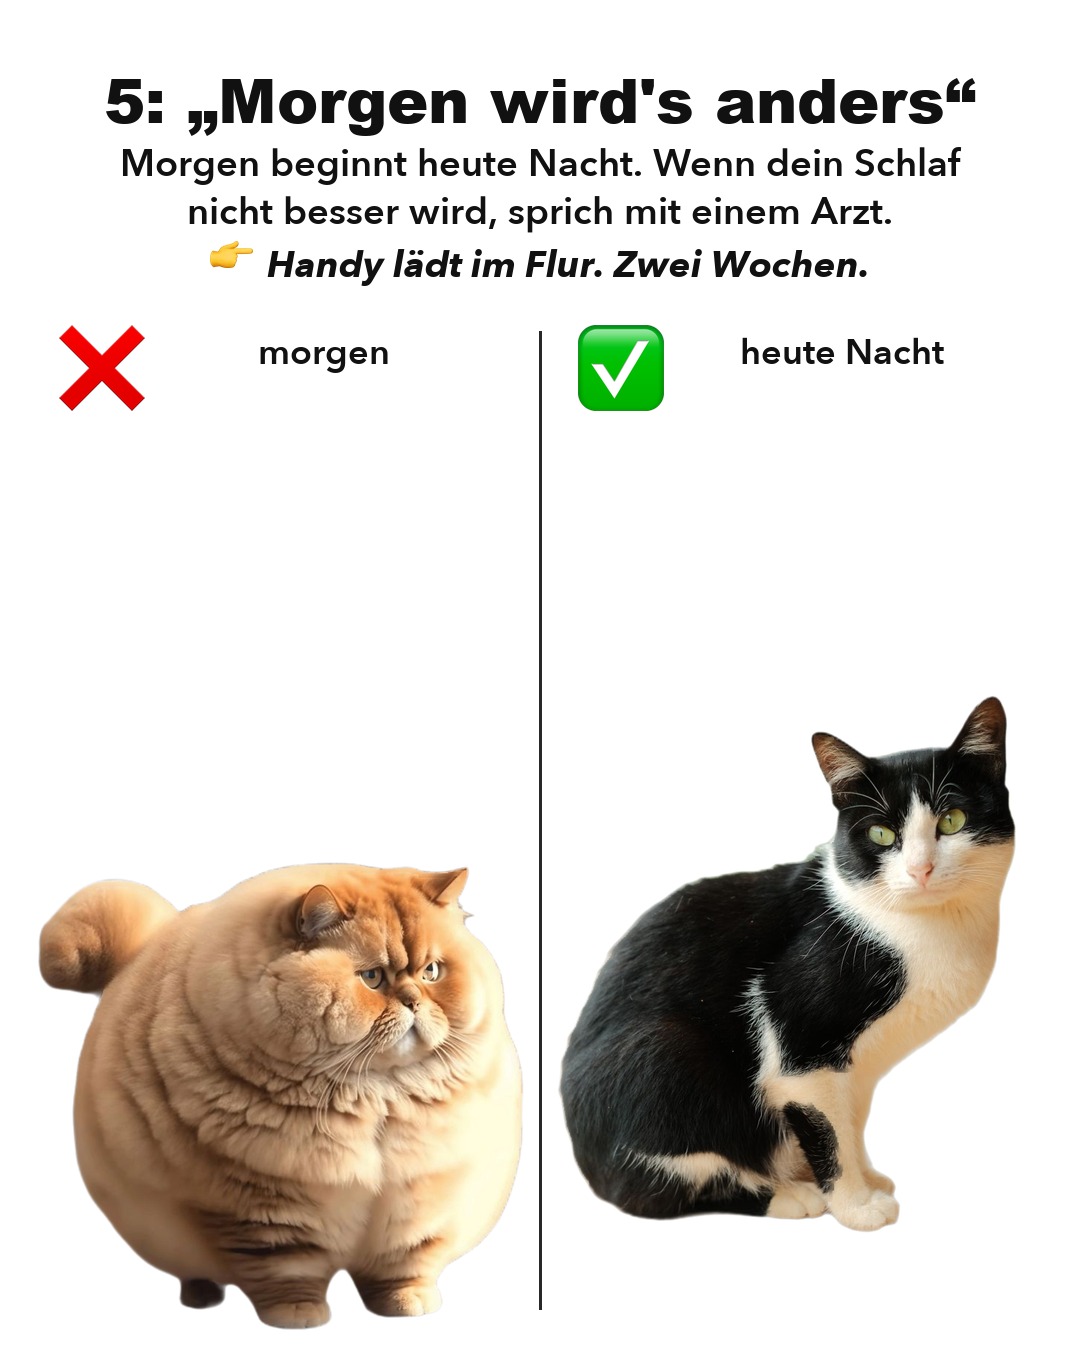 5: „Morgen wird's anders“
Morgen beginnt heute Nacht. Wenn dein Schlaf
nicht besser wird, sprich mit einem Arzt.
👉 Handy lädt im Flur. Zwei Wochen.
morgen
heute Nacht